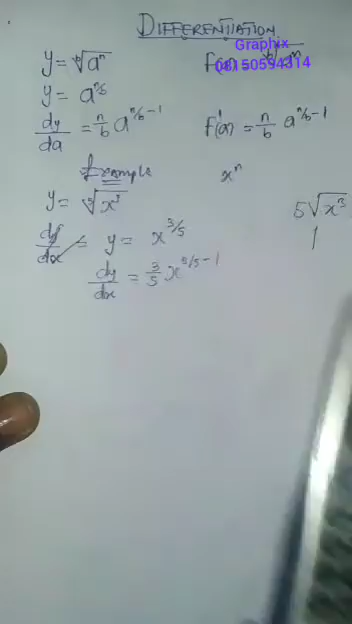 DIFFERENTIATION
Graphix
08150594314
y = ᵇ√aⁿ
y = a^n/b
dy/da = n/b a^n/b - 1
F'(a) = n/b a^n/b - 1
Example
xⁿ
y = ⁵√x³
5√x³
dy/dx = y = x^3/5
1
dy/dx = 3/5 x^3/5 - 1